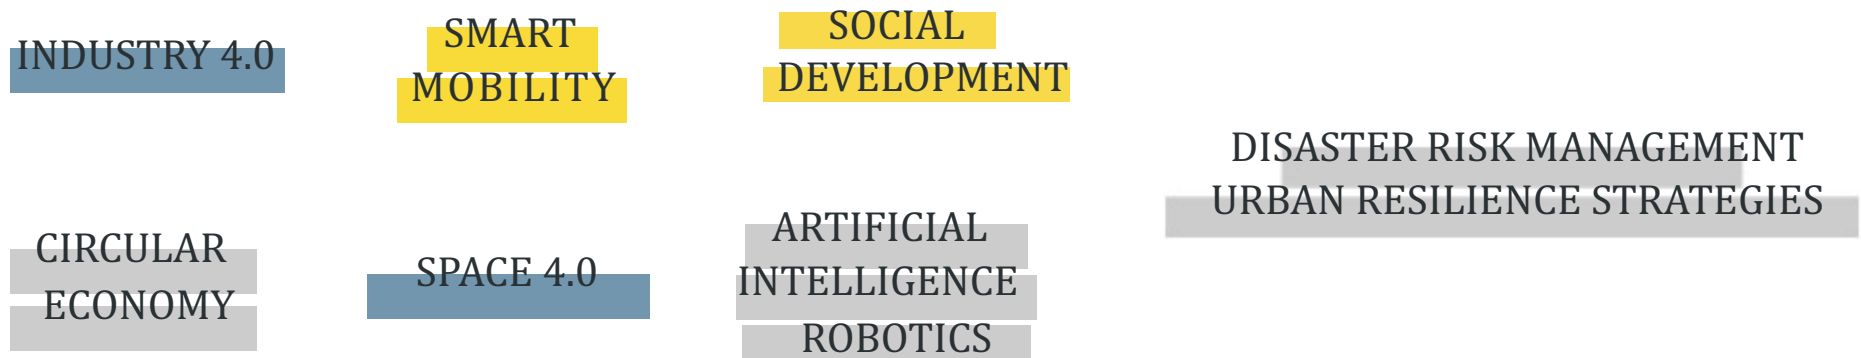 INDUSTRY 4.0
SMART
MOBILITY
SOCIAL
DEVELOPMENT
DISASTER RISK MANAGEMENT
URBAN RESILIENCE STRATEGIES
CIRCULAR
ECONOMY
SPACE 4.0
ARTIFICIAL
INTELLIGENCE
ROBOTICS